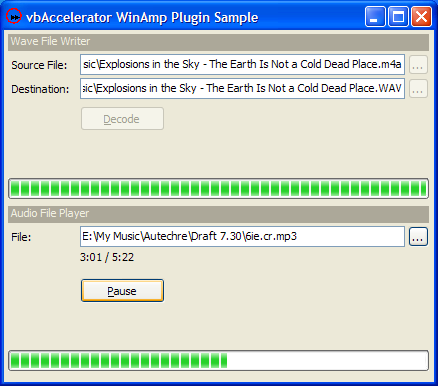 vbAccelerator WinAmp Plugin Sample
Wave File Writer
Source File: sic\Explosions in the Sky - The Earth Is Not a Cold Dead Place.m4a ...
Destination: sic\Explosions in the Sky - The Earth Is Not a Cold Dead Place.WAV ...
Decode
Audio File Player
File: E:\My Music\Autechre\Draft 7.30\6ie.cr.mp3 ...
3:01 / 5:22
Pause